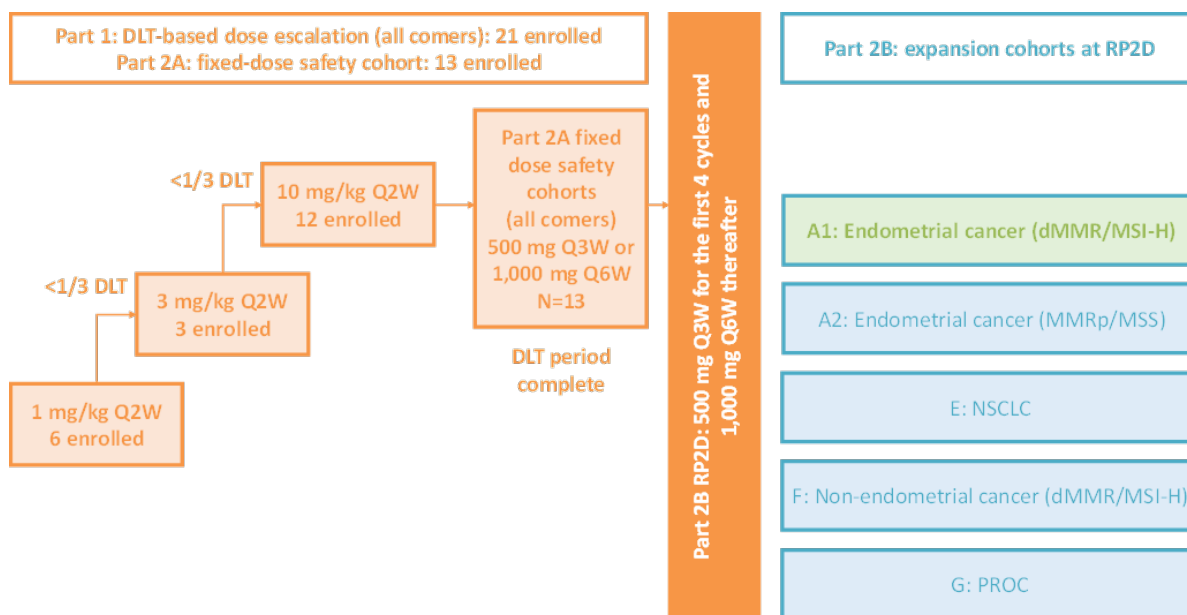 Part 1: DLT-based dose escalation (all comers): 21 enrolled
Part 2A: fixed-dose safety cohort: 13 enrolled
<1/3 DLT
<1/3 DLT
1 mg/kg Q2W
6 enrolled
3 mg/kg Q2W
3 enrolled
10 mg/kg Q2W
12 enrolled
Part 2A fixed
dose safety
cohorts
(all comers)
500 mg Q3W or
1,000 mg Q6W
N=13
DLT period
complete
Part 2B RP2D: 500 mg Q3W for the first 4 cycles and
1,000 mg Q6W thereafter
Part 2B: expansion cohorts at RP2D
A1: Endometrial cancer (dMMR/MSI-H)
A2: Endometrial cancer (MMRp/MSS)
E: NSCLC
F: Non-endometrial cancer (dMMR/MSI-H)
G: PROC